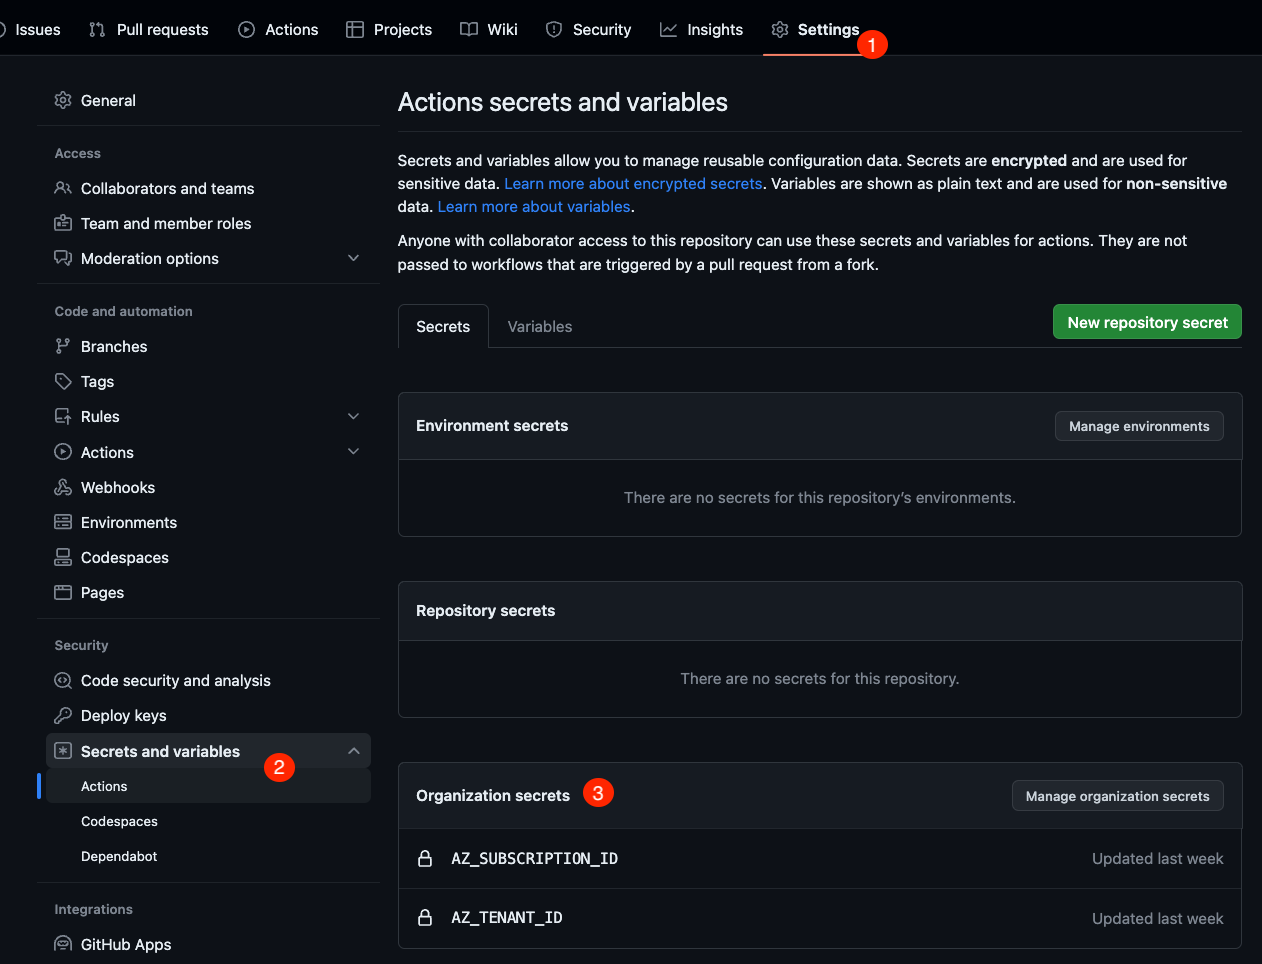 Issues Pull requests Actions Projects Wiki Security Insights Settings 1
General
Access
Collaborators and teams
Team and member roles
Moderation options
Code and automation
Branches
Tags
Rules
Actions
Webhooks
Environments
Codespaces
Pages
Security
Code security and analysis
Deploy keys
Secrets and variables
2
Actions
Codespaces
Dependabot
Integrations
GitHub Apps
Actions secrets and variables
Secrets and variables allow you to manage reusable configuration data. Secrets are encrypted and are used for
sensitive data. Learn more about encrypted secrets. Variables are shown as plain text and are used for non-sensitive
data. Learn more about variables.
Anyone with collaborator access to this repository can use these secrets and variables for actions. They are not
passed to workflows that are triggered by a pull request from a fork.
Secrets Variables New repository secret
Environment secrets Manage environments
There are no secrets for this repository’s environments.
Repository secrets
There are no secrets for this repository.
Organization secrets 3 Manage organization secrets
AZ_SUBSCRIPTION_ID Updated last week
AZ_TENANT_ID Updated last week